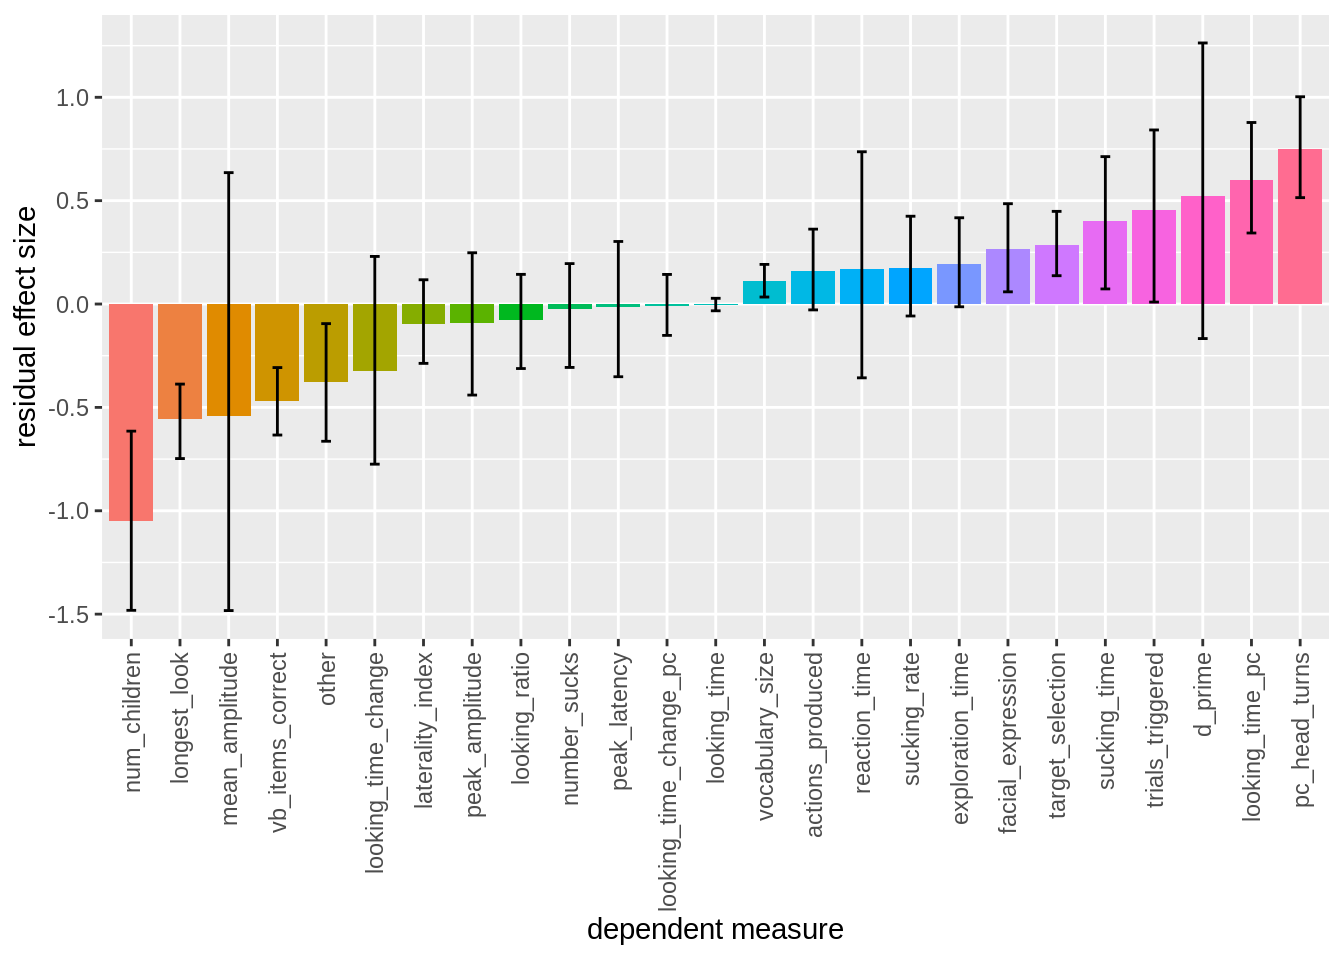 residual effect size
1.0
0.5
0.0
-0.5
-1.0
-1.5
num_children
longest_look
mean_amplitude
vb_items_correct
other
looking_time_change
laterality_index
peak_amplitude
looking_ratio
number_sucks
peak_latency
looking_time_change_pc
looking_time
vocabulary_size
actions_produced
reaction_time
sucking_rate
exploration_time
facial_expression
target_selection
sucking_time
trials_triggered
d_prime
looking_time_pc
pc_head_turns
dependent measure